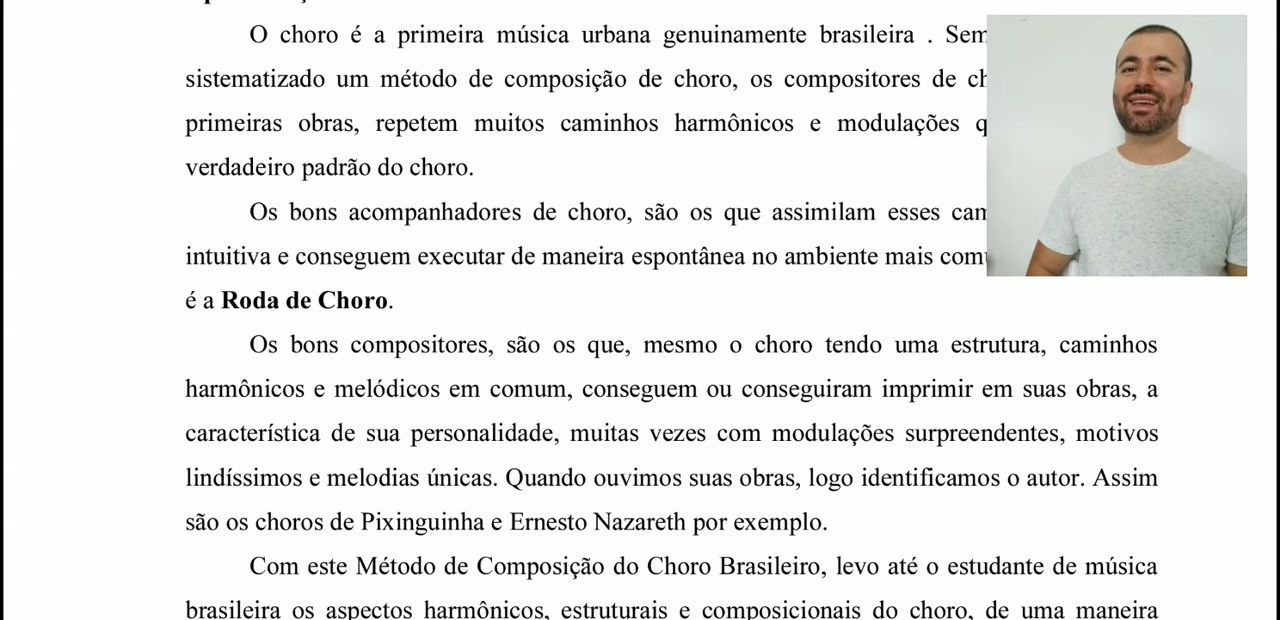 O choro é a primeira música urbana genuinamente brasileira . Sem
sistematizado um método de composição de choro, os compositores de
primeiras obras, repetem muitos caminhos harmônicos e modulações
verdadeiro padrão do choro.
Os bons acompanhadores de choro, são os que assimilam esses
intuitiva e conseguem executar de maneira espontânea no ambiente mais
é a Roda de Choro.
Os bons compositores, são os que, mesmo o choro tendo uma estrutura, caminhos
harmônicos e melódicos em comum, conseguem ou conseguiram imprimir em suas obras, a
característica de sua personalidade, muitas vezes com modulações surpreendentes, motivos
lindíssimos e melodias únicas. Quando ouvimos suas obras, logo identificamos o autor. Assim
são os choros de Pixinguinha e Ernesto Nazareth por exemplo.
Com este Método de Composição do Choro Brasileiro, levo até o estudante de música
brasileira os aspectos harmônicos, estruturais e composicionais do choro, de uma maneira